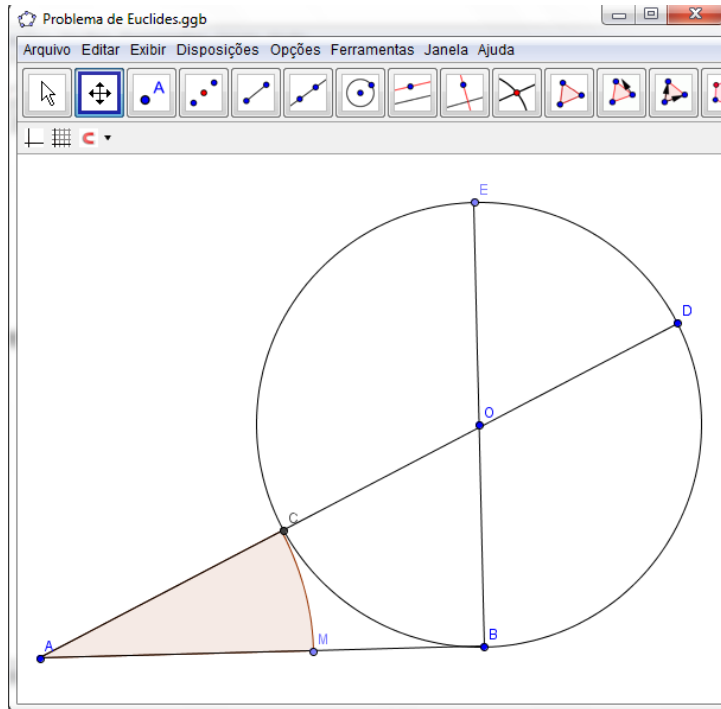 Problema de Euclides.ggb
Arquivo Editar Exibir Disposições Opções Ferramentas Janela Ajuda
A
E
D
O
C
A
M
B